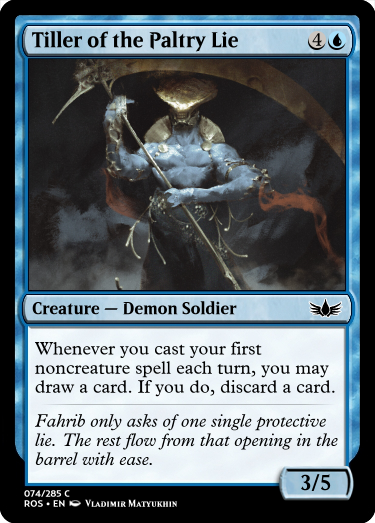 Tiller of the Paltry Lie 4
Creature — Demon Soldier
Whenever you cast your first
noncreature spell each turn, you may
draw a card. If you do, discard a card.
Fahrib only asks of one single protective
lie. The rest flow from that opening in the
barrel with ease.
3/5
074/285 C
ROS • EN Vladimir Matyukhin